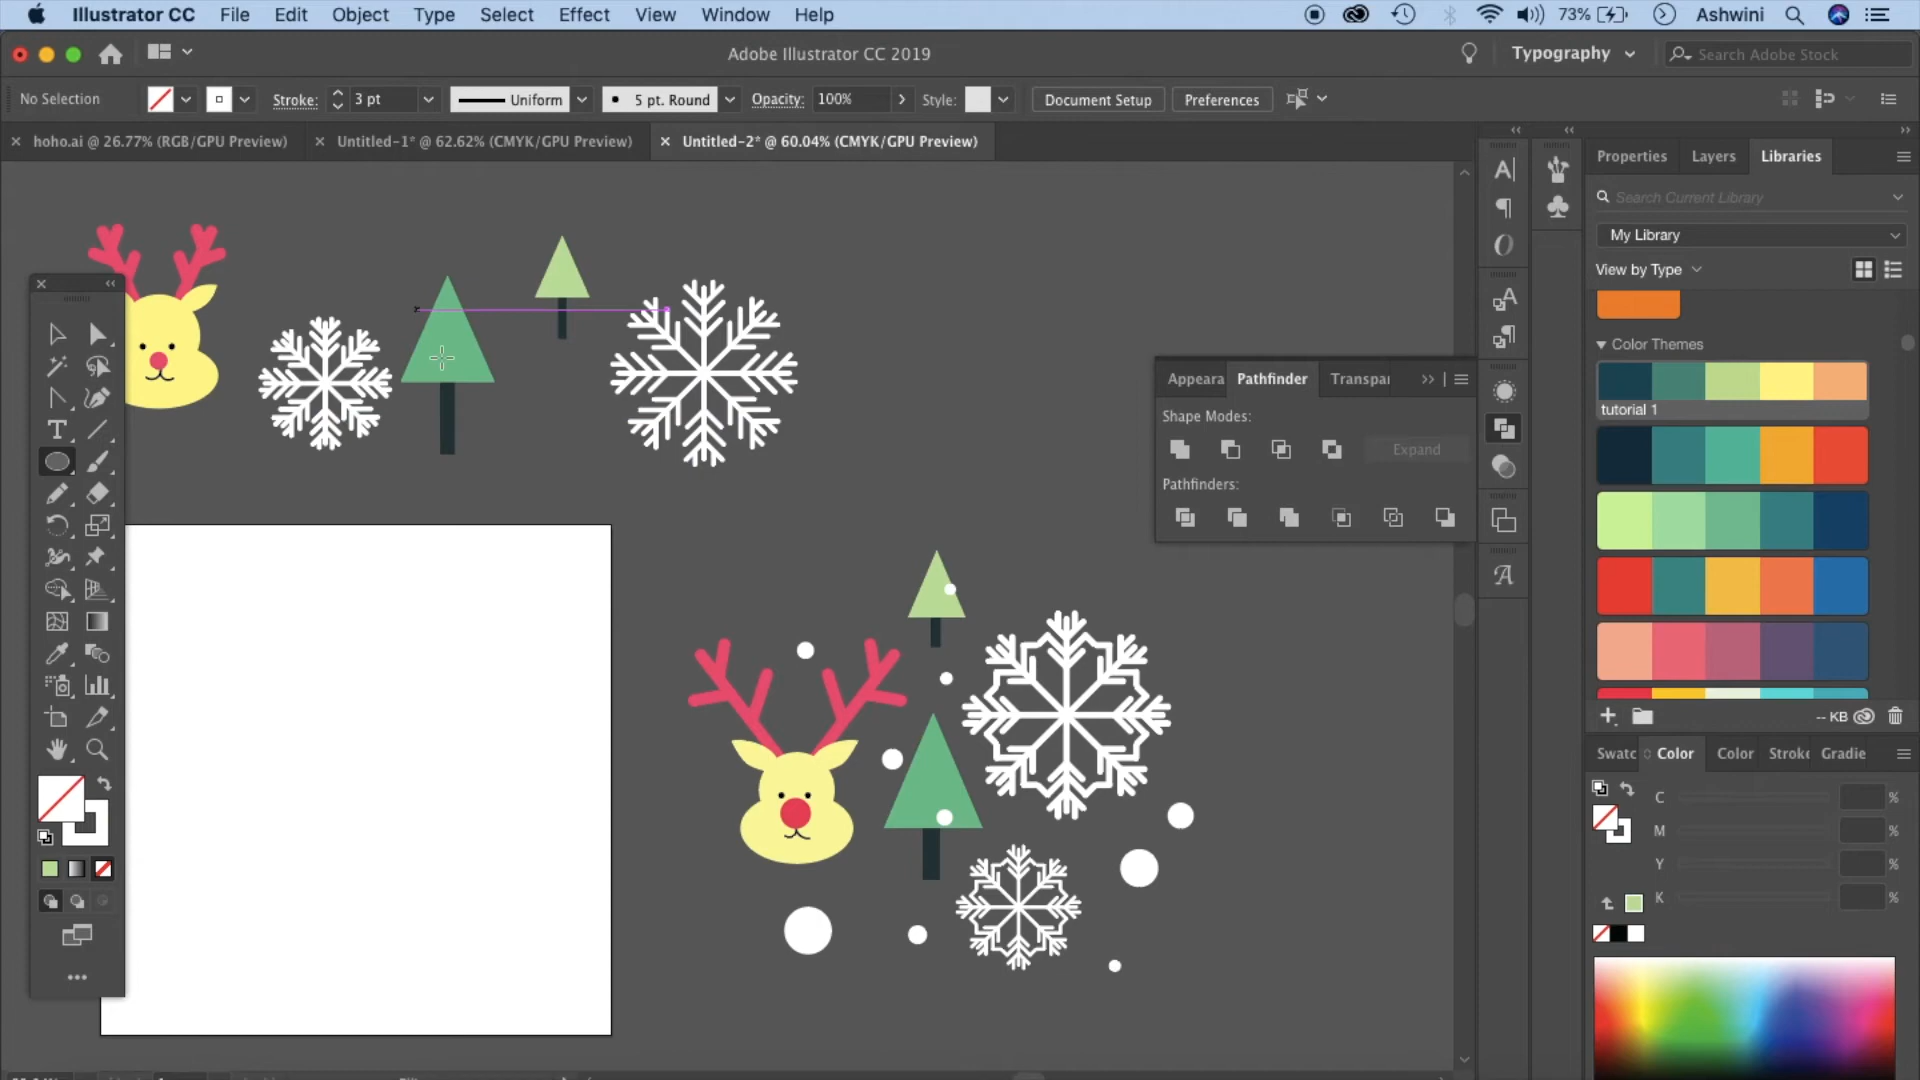 Illustrator CC File Edit Object Type Select Effect View Window Help 73% Ashwini
Adobe Illustrator CC 2019 Typography Search Adobe Stock
No Selection Stroke: 3 pt Uniform 5 pt. Round Opacity: 100% Style: Document Setup Preferences
hoho.ai @ 26.77% (RGB/GPU Preview) Untitled-1* @ 62.62% (CMYK/GPU Preview) Untitled-2* @ 60.04% (CMYK/GPU Preview)
Properties Layers Libraries
Search Current Library
My Library
View by Type
Color Themes
tutorial 1
Appeara Pathfinder Transpar
Shape Modes:
Expand
Pathfinders:
-- KB
Swatc Color Color Stroke Gradie
C %
M %
Y %
K %